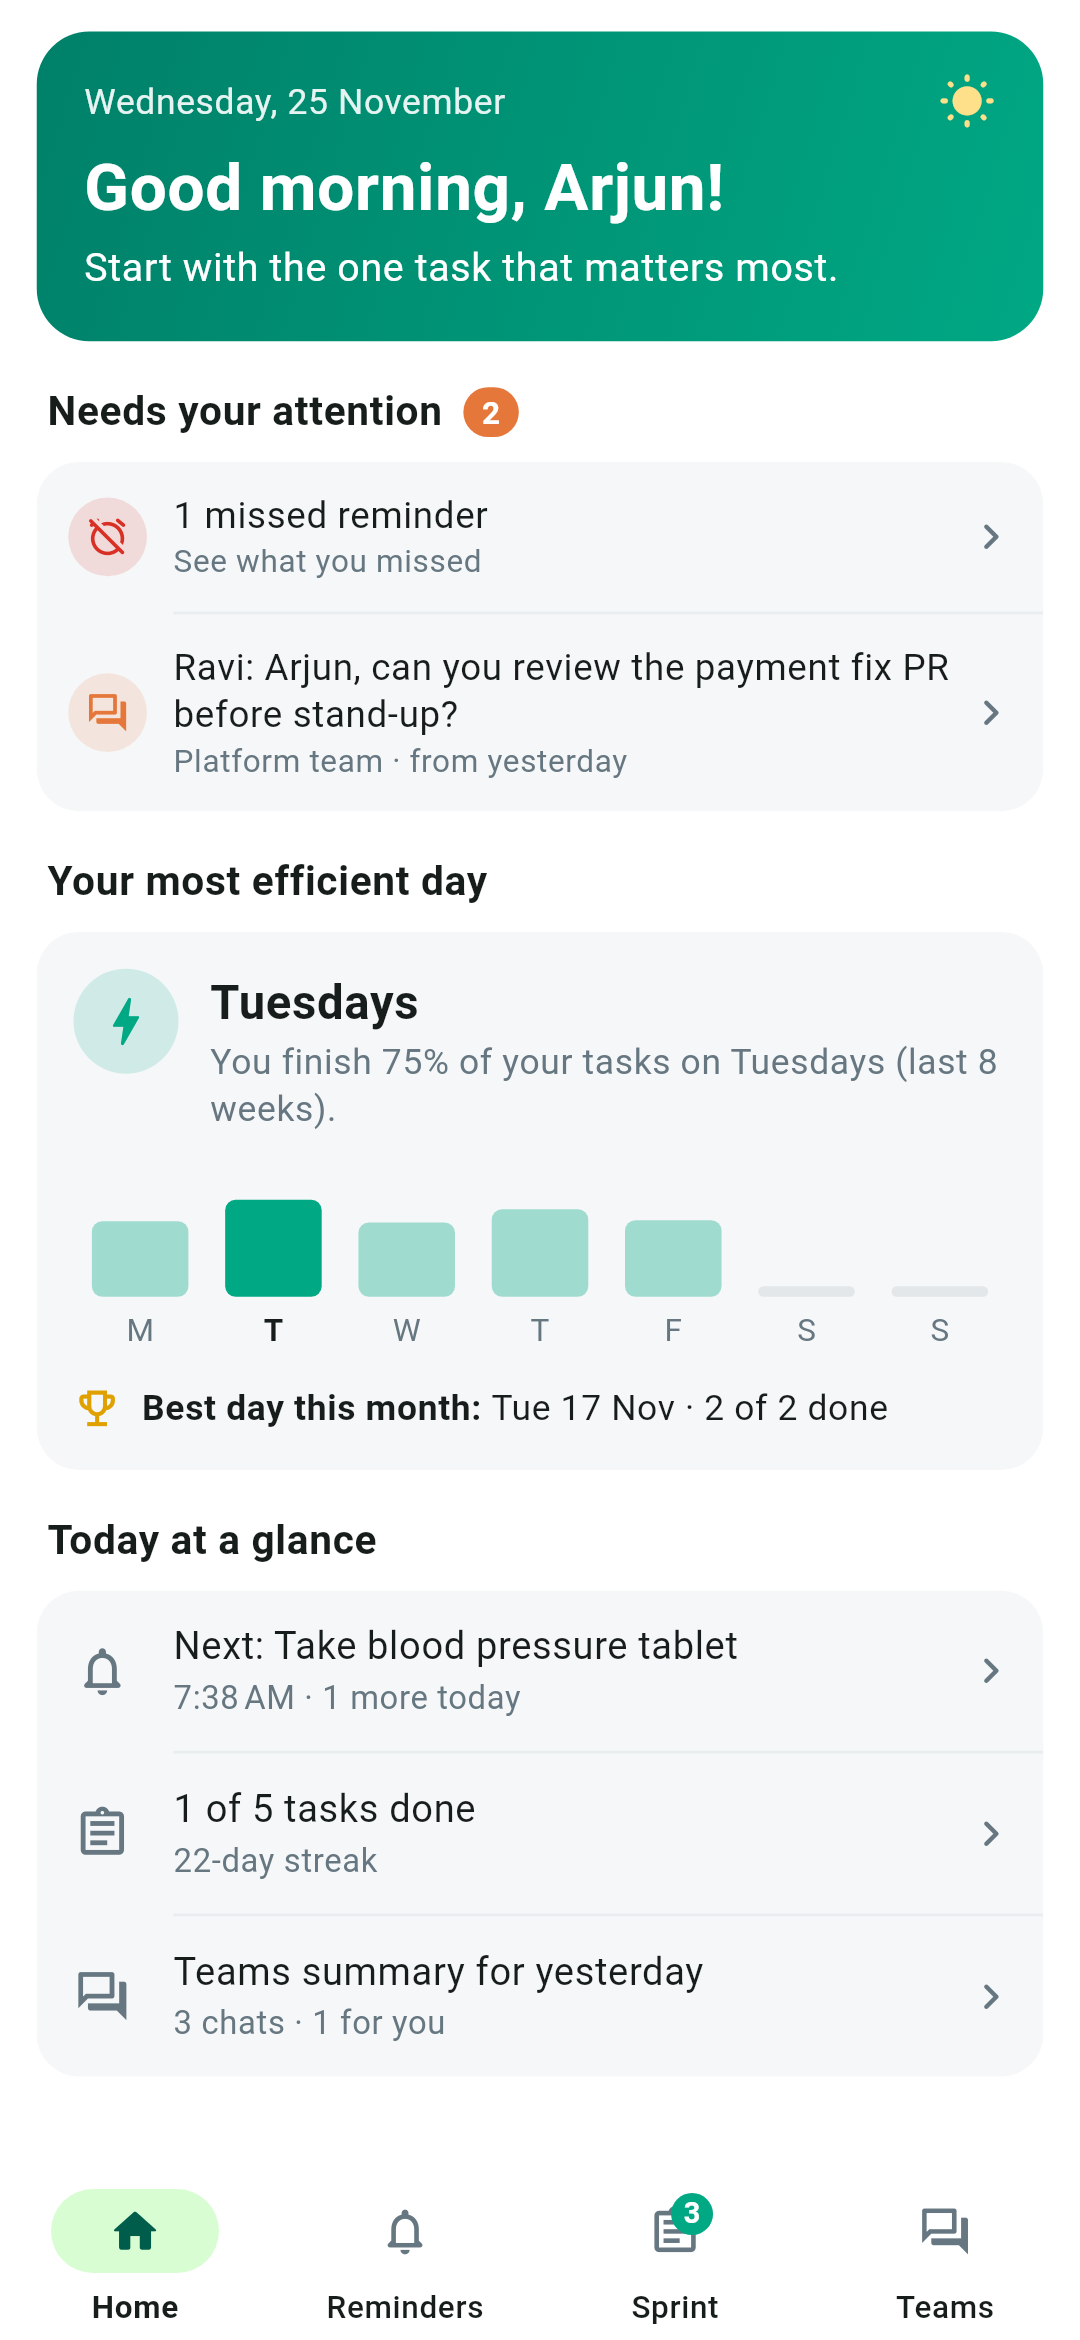 Wednesday, 25 November
Good morning, Arjun!
Start with the one task that matters most.
Needs your attention 2
1 missed reminder
See what you missed
Ravi: Arjun, can you review the payment fix PR
before stand-up?
Platform team · from yesterday
Your most efficient day
Tuesdays
You finish 75% of your tasks on Tuesdays (last 8
weeks).
M T W T F S S
Best day this month: Tue 17 Nov · 2 of 2 done
Today at a glance
Next: Take blood pressure tablet
7:38 AM · 1 more today
1 of 5 tasks done
22-day streak
Teams summary for yesterday
3 chats · 1 for you
3
Home Reminders Sprint Teams